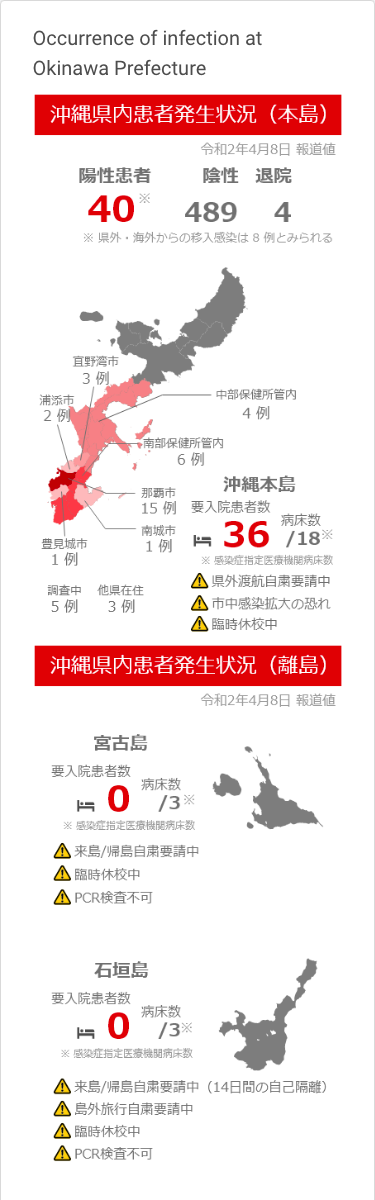 Occurrence of infection at
Okinawa Prefecture
沖縄県内患者発生状況（本島）
令和2年4月8日 報道値
陽性患者 陰性 退院
40※ 489 4
※ 県外・海外からの移入感染は 8 例とみられる
宜野湾市
3 例
浦添市
2 例
中部保健所管内
4 例
南部保健所管内
6 例
那覇市
15 例
南城市
1 例
豊見城市
1 例
調査中
5 例
他県在住
3 例
沖縄本島
要入院患者数 病床数
36 /18※
※ 感染症指定医療機関病床数
県外渡航自粛要請中
市中感染拡大の恐れ
臨時休校中
沖縄県内患者発生状況（離島）
令和2年4月8日 報道値
宮古島
要入院患者数 病床数
0 /3※
※ 感染症指定医療機関病床数
来島/帰島自粛要請中
臨時休校中
PCR検査不可
石垣島
要入院患者数 病床数
0 /3※
※ 感染症指定医療機関病床数
来島/帰島自粛要請中（14日間の自己隔離）
島外旅行自粛要請中
臨時休校中
PCR検査不可